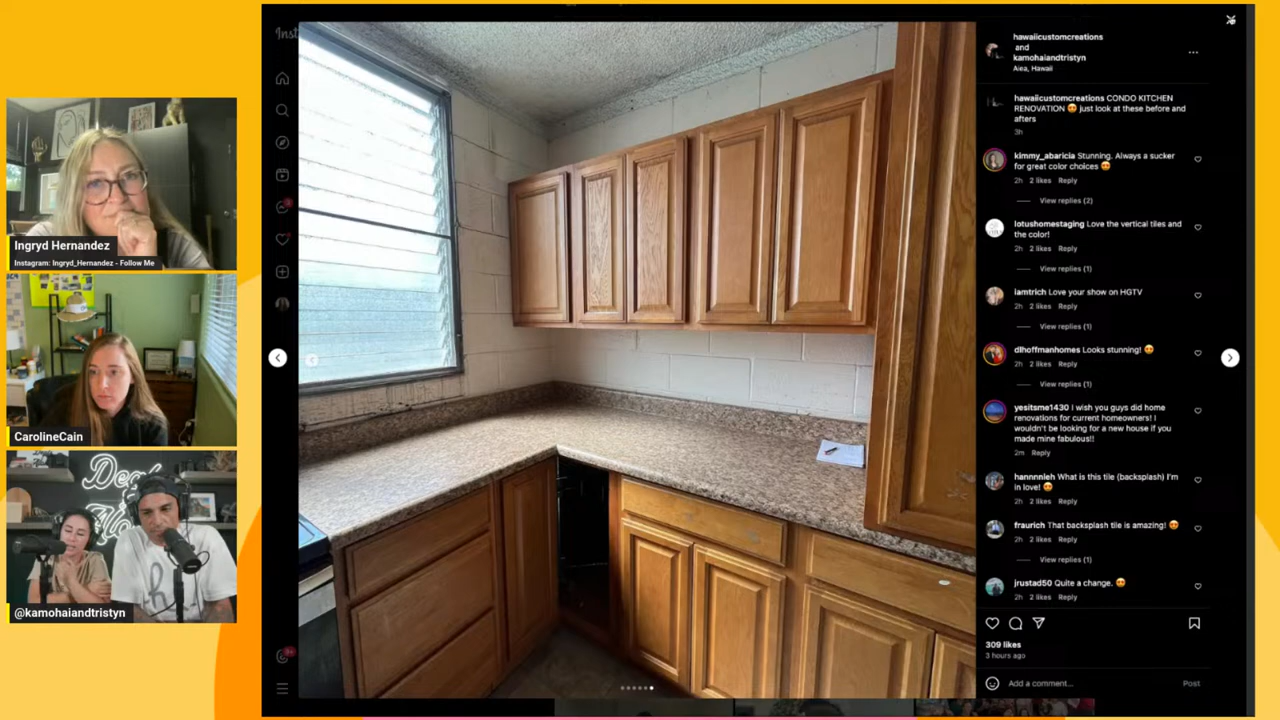 Inst
Ingryd Hernandez
Instagram: Ingryd_Hernandez - Follow Me
CarolineCain
@kamohaiandtristyn
hawaiicustomcreations
and
kamohaiandtristyn
Aiea, Hawaii
hawaiicustomcreations CONDO KITCHEN
RENOVATION 😍 just look at these before and
afters
3h
kimmy_abaricia Stunning. Always a sucker
for great color choices 😍
2h 2 likes Reply
View replies (2)
lotushomestaging Love the vertical tiles and
the color!
2h 2 likes Reply
View replies (1)
iamtrich Love your show on HGTV
2h 2 likes Reply
View replies (1)
dlhoffmanhomes Looks stunning! 😍
2h 2 likes Reply
View replies (1)
yesitsme1430 I wish you guys did home
renovations for current homeowners! I
wouldn't be looking for a new house if you
made mine fabulous!!
2m Reply
hannnnieh What is this tile (backsplash) I'm
in love! 😍
2h 2 likes Reply
fraurich That backsplash tile is amazing! 😍
2h 2 likes Reply
View replies (1)
jrustad50 Quite a change. 😍
2h 2 likes Reply
309 likes
3 hours ago
Add a comment...
Post